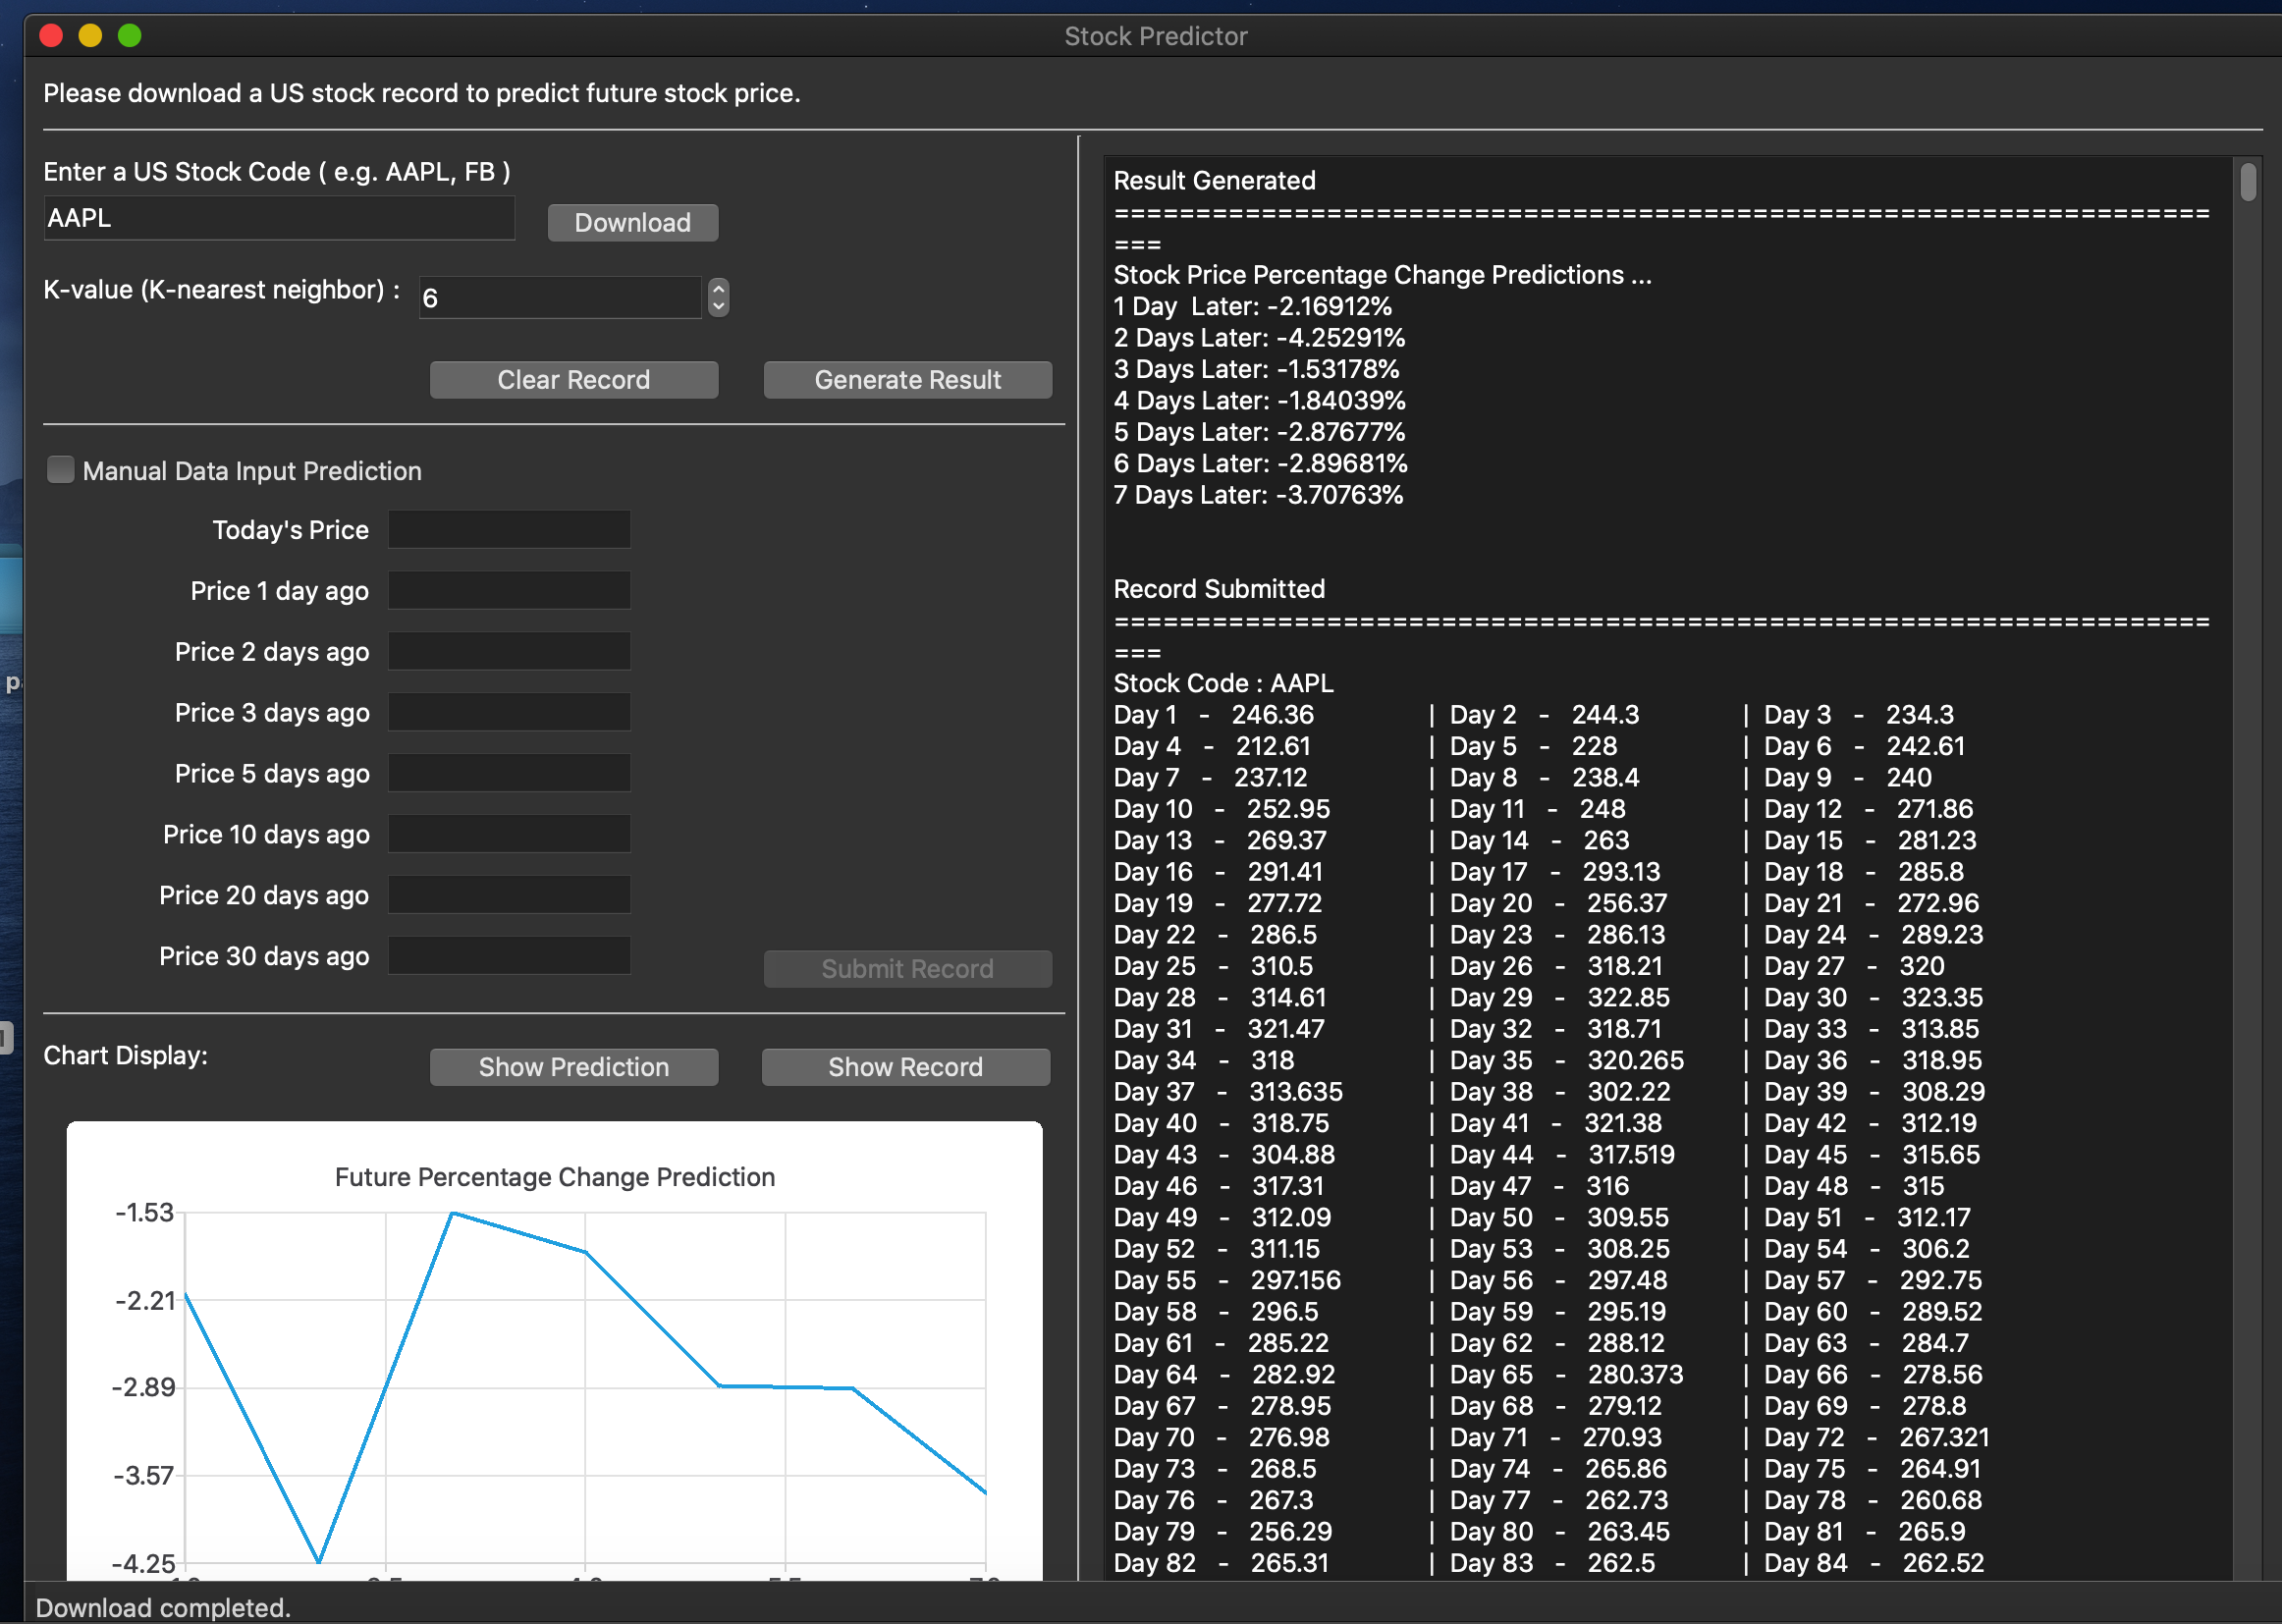 Stock Predictor
Please download a US stock record to predict future stock price.
Enter a US Stock Code ( e.g. AAPL, FB )
AAPL
Download
K-value (K-nearest neighbor) :
6
Clear Record
Generate Result
Manual Data Input Prediction
Today's Price
Price 1 day ago
Price 2 days ago
Price 3 days ago
Price 5 days ago
Price 10 days ago
Price 20 days ago
Price 30 days ago
Submit Record
Chart Display:
Show Prediction
Show Record
Future Percentage Change Prediction
-1.53
-2.21
-2.89
-3.57
-4.25
Result Generated
===================================================================
===
Stock Price Percentage Change Predictions ...
1 Day  Later: -2.16912%
2 Days Later: -4.25291%
3 Days Later: -1.53178%
4 Days Later: -1.84039%
5 Days Later: -2.87677%
6 Days Later: -2.89681%
7 Days Later: -3.70763%
Record Submitted
===================================================================
===
Stock Code : AAPL
Day 1 - 246.36 | Day 2 - 244.3 | Day 3 - 234.3
Day 4 - 212.61 | Day 5 - 228 | Day 6 - 242.61
Day 7 - 237.12 | Day 8 - 238.4 | Day 9 - 240
Day 10 - 252.95 | Day 11 - 248 | Day 12 - 271.86
Day 13 - 269.37 | Day 14 - 263 | Day 15 - 281.23
Day 16 - 291.41 | Day 17 - 293.13 | Day 18 - 285.8
Day 19 - 277.72 | Day 20 - 256.37 | Day 21 - 272.96
Day 22 - 286.5 | Day 23 - 286.13 | Day 24 - 289.23
Day 25 - 310.5 | Day 26 - 318.21 | Day 27 - 320
Day 28 - 314.61 | Day 29 - 322.85 | Day 30 - 323.35
Day 31 - 321.47 | Day 32 - 318.71 | Day 33 - 313.85
Day 34 - 318 | Day 35 - 320.265 | Day 36 - 318.95
Day 37 - 313.635 | Day 38 - 302.22 | Day 39 - 308.29
Day 40 - 318.75 | Day 41 - 321.38 | Day 42 - 312.19
Day 43 - 304.88 | Day 44 - 317.519 | Day 45 - 315.65
Day 46 - 317.31 | Day 47 - 316 | Day 48 - 315
Day 49 - 312.09 | Day 50 - 309.55 | Day 51 - 312.17
Day 52 - 311.15 | Day 53 - 308.25 | Day 54 - 306.2
Day 55 - 297.156 | Day 56 - 297.48 | Day 57 - 292.75
Day 58 - 296.5 | Day 59 - 295.19 | Day 60 - 289.52
Day 61 - 285.22 | Day 62 - 288.12 | Day 63 - 284.7
Day 64 - 282.92 | Day 65 - 280.373 | Day 66 - 278.56
Day 67 - 278.95 | Day 68 - 279.12 | Day 69 - 278.8
Day 70 - 276.98 | Day 71 - 270.93 | Day 72 - 267.321
Day 73 - 268.5 | Day 74 - 265.86 | Day 75 - 264.91
Day 76 - 267.3 | Day 77 - 262.73 | Day 78 - 260.68
Day 79 - 256.29 | Day 80 - 263.45 | Day 81 - 265.9
Day 82 - 265.31 | Day 83 - 262.5 | Day 84 - 262.52
Download completed.